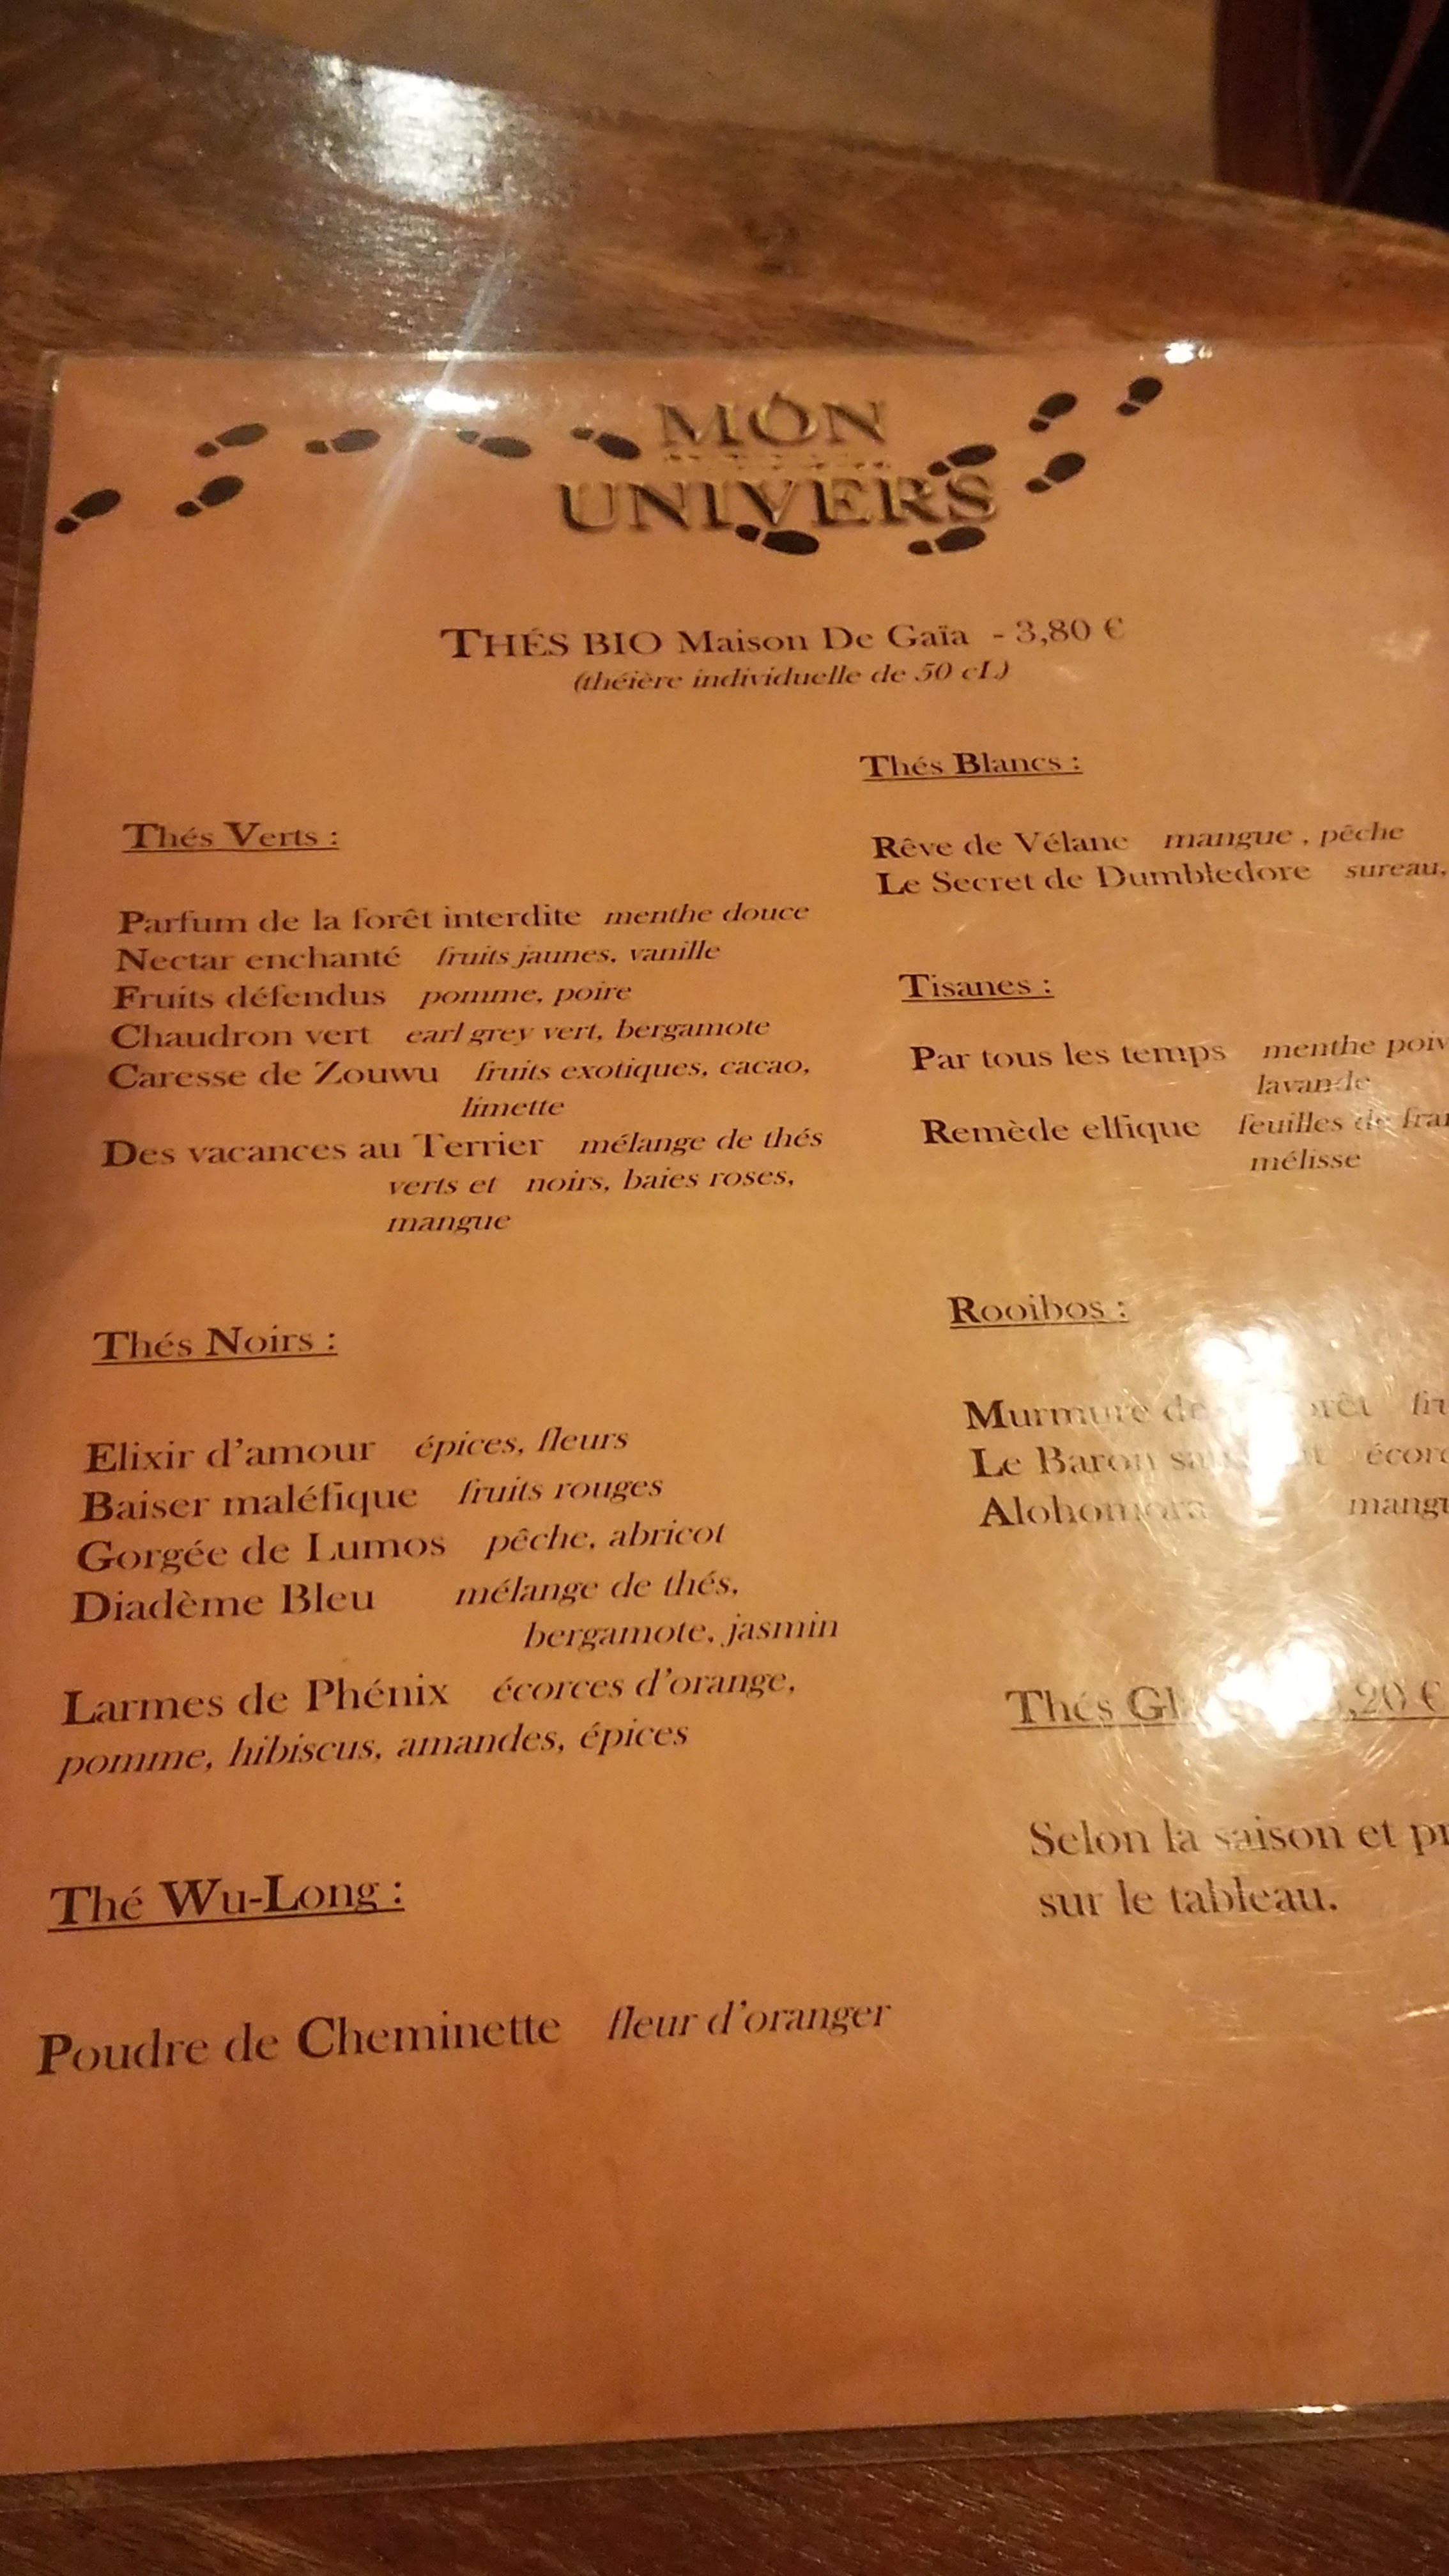 MON
UNIVERS
THÉS BIO Maison De Gaïa - 3,80 €
(théière individuelle de 50 cL)
Thés Verts :
Parfum de la forêt interdite menthe douce
Nectar enchanté fruits jaunes, vanille
Fruits défendus pomme, poire
Chaudron vert earl grey vert, bergamote
Caresse de Zouwu fruits exotiques, cacao,
limette
Des vacances au Terrier mélange de thés
verts et noirs, baies roses,
mangue
Thés Noirs :
Elixir d'amour épices, fleurs
Baiser maléfique fruits rouges
Gorgée de Lumos pêche, abricot
Diadème Bleu mélange de thés,
bergamote, jasmin
Larmes de Phénix écorces d'orange,
pomme, hibiscus, amandes, épices
Thé Wu-Long :
Poudre de Cheminette fleur d'oranger
Thés Blancs :
Rêve de Vélane mangue , pêche
Le Secret de Dumbledore sureau,
Tisanes :
Par tous les temps menthe
lavande
Remède elfique feuilles de
mélisse
Rooibos :
Murmure de
Le Baron
Alohomora
Thés
Selon la saison et
sur le tableau.